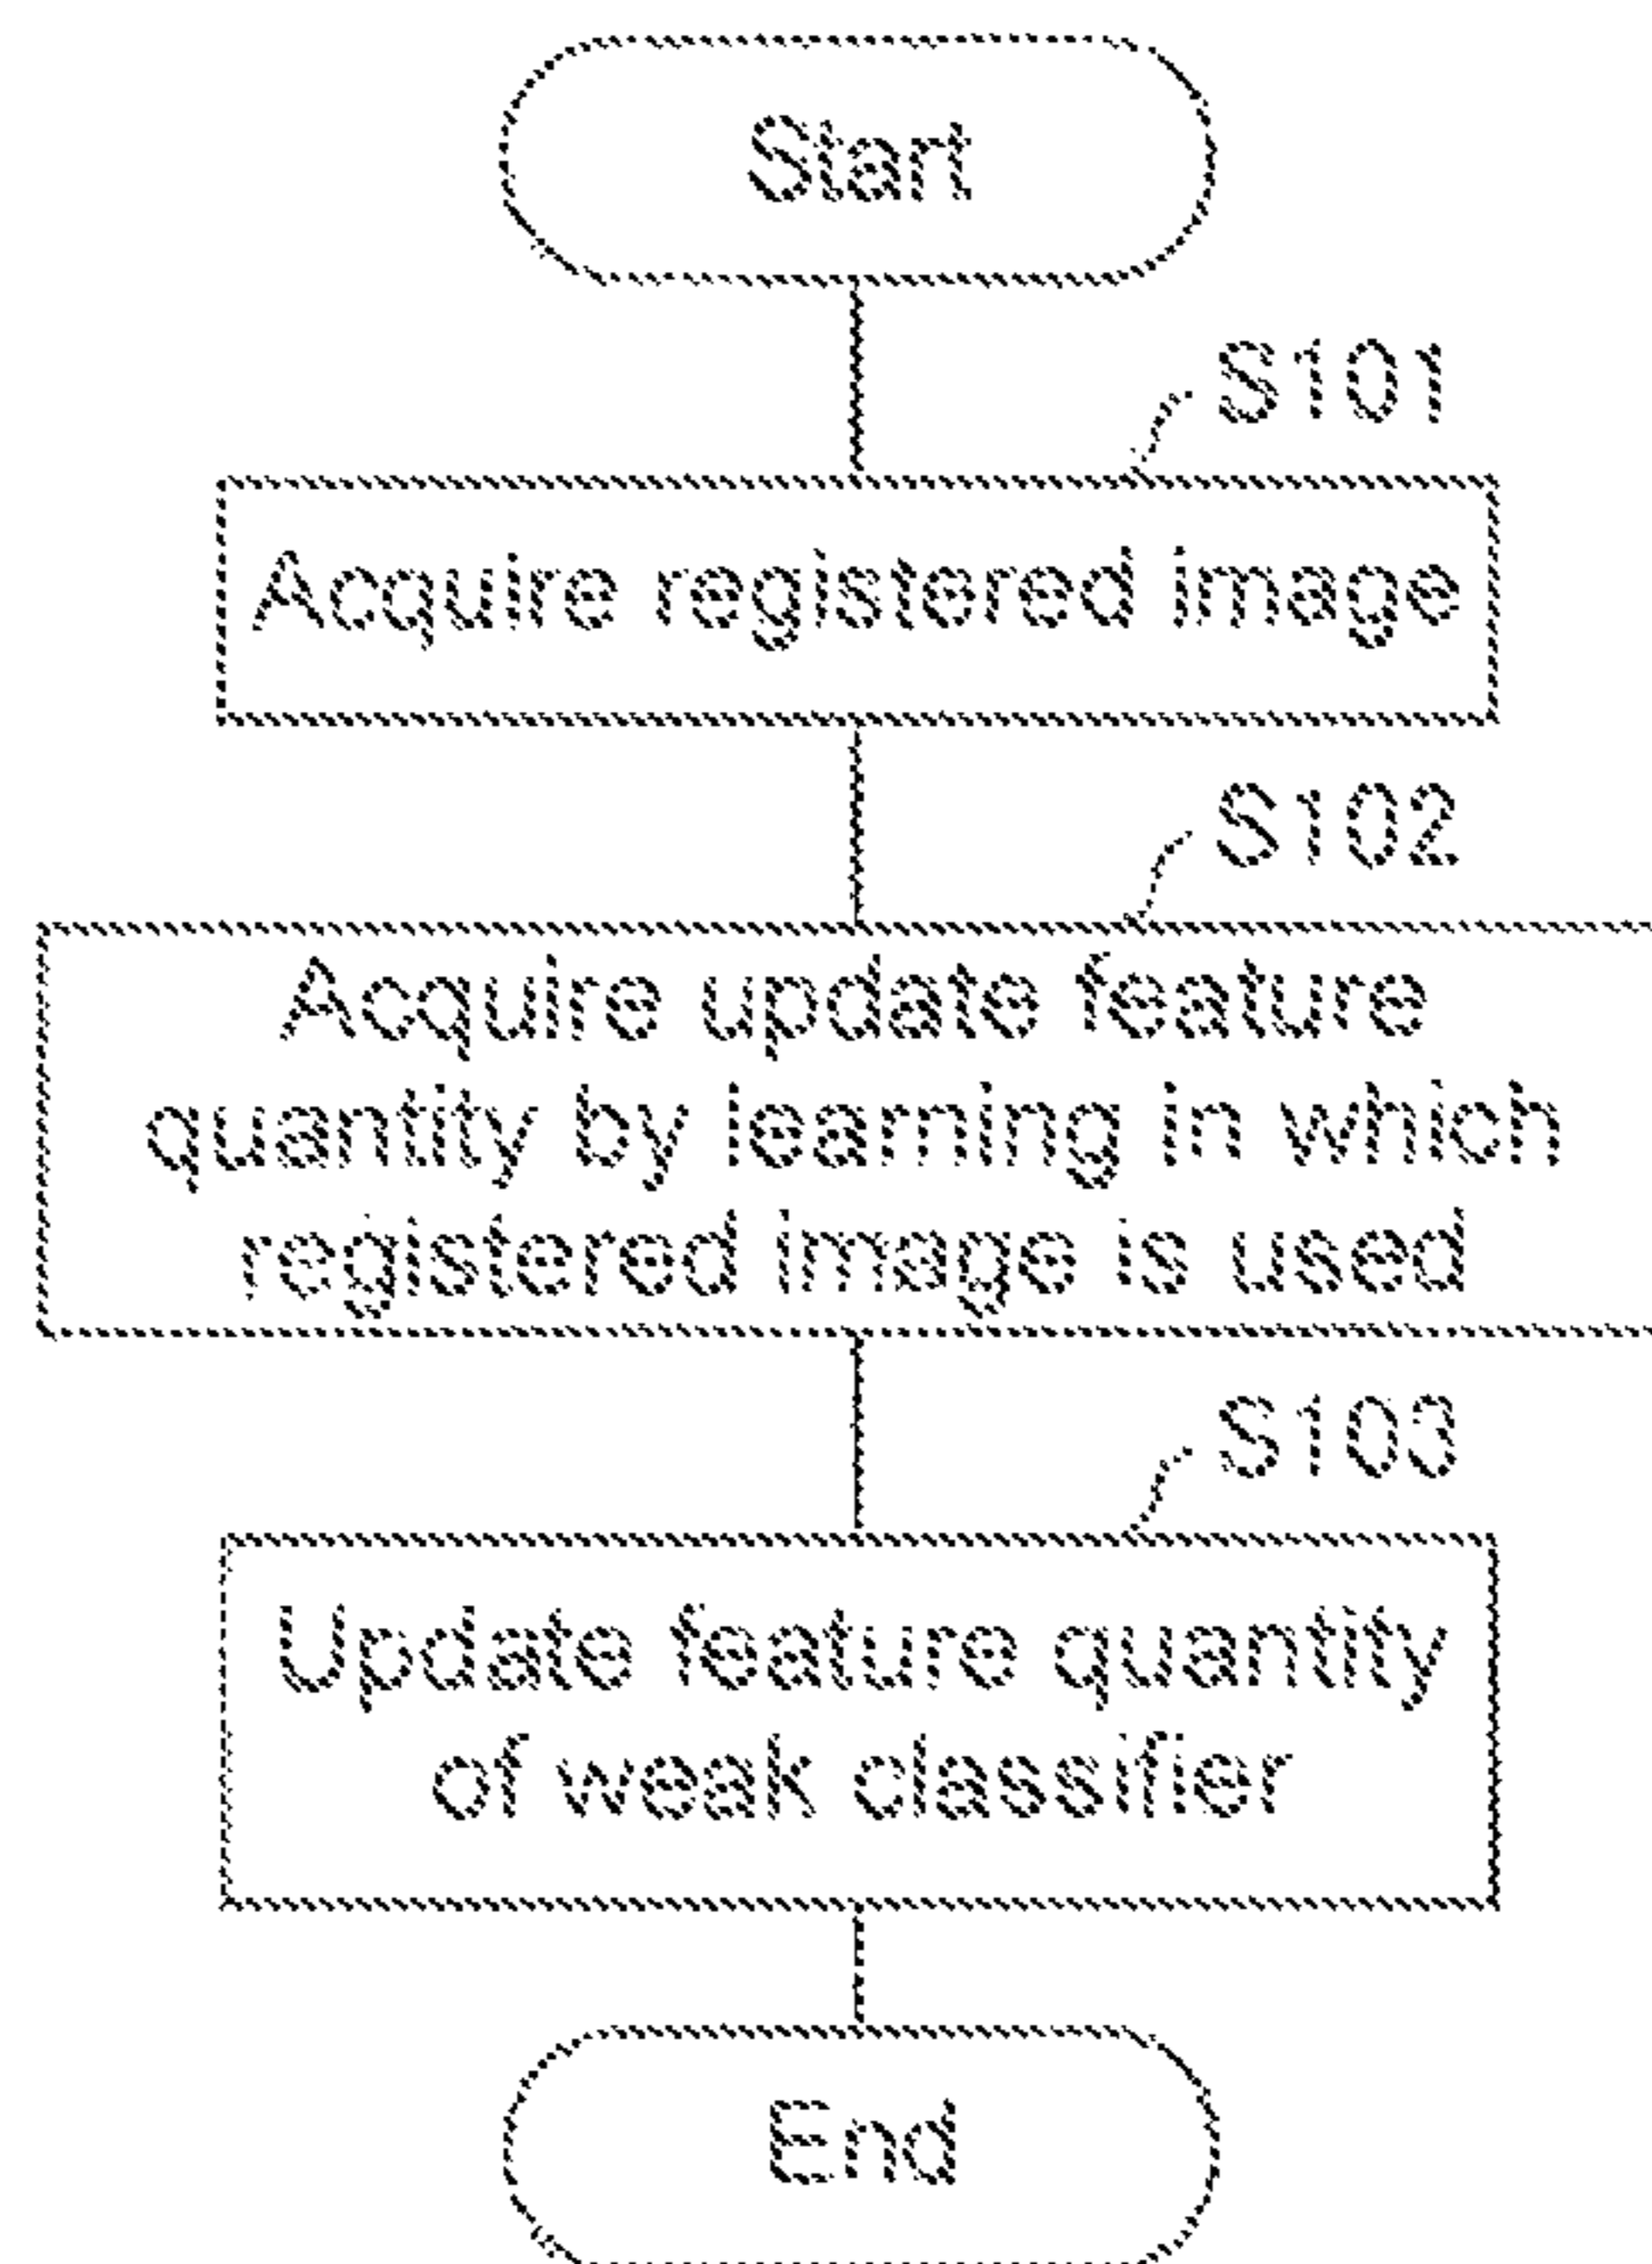 Start
S101
Acquire registered image
S102
Acquire update feature
quantity by learning in which
registered image is used
S103
Update feature quantity
of weak classifier
End